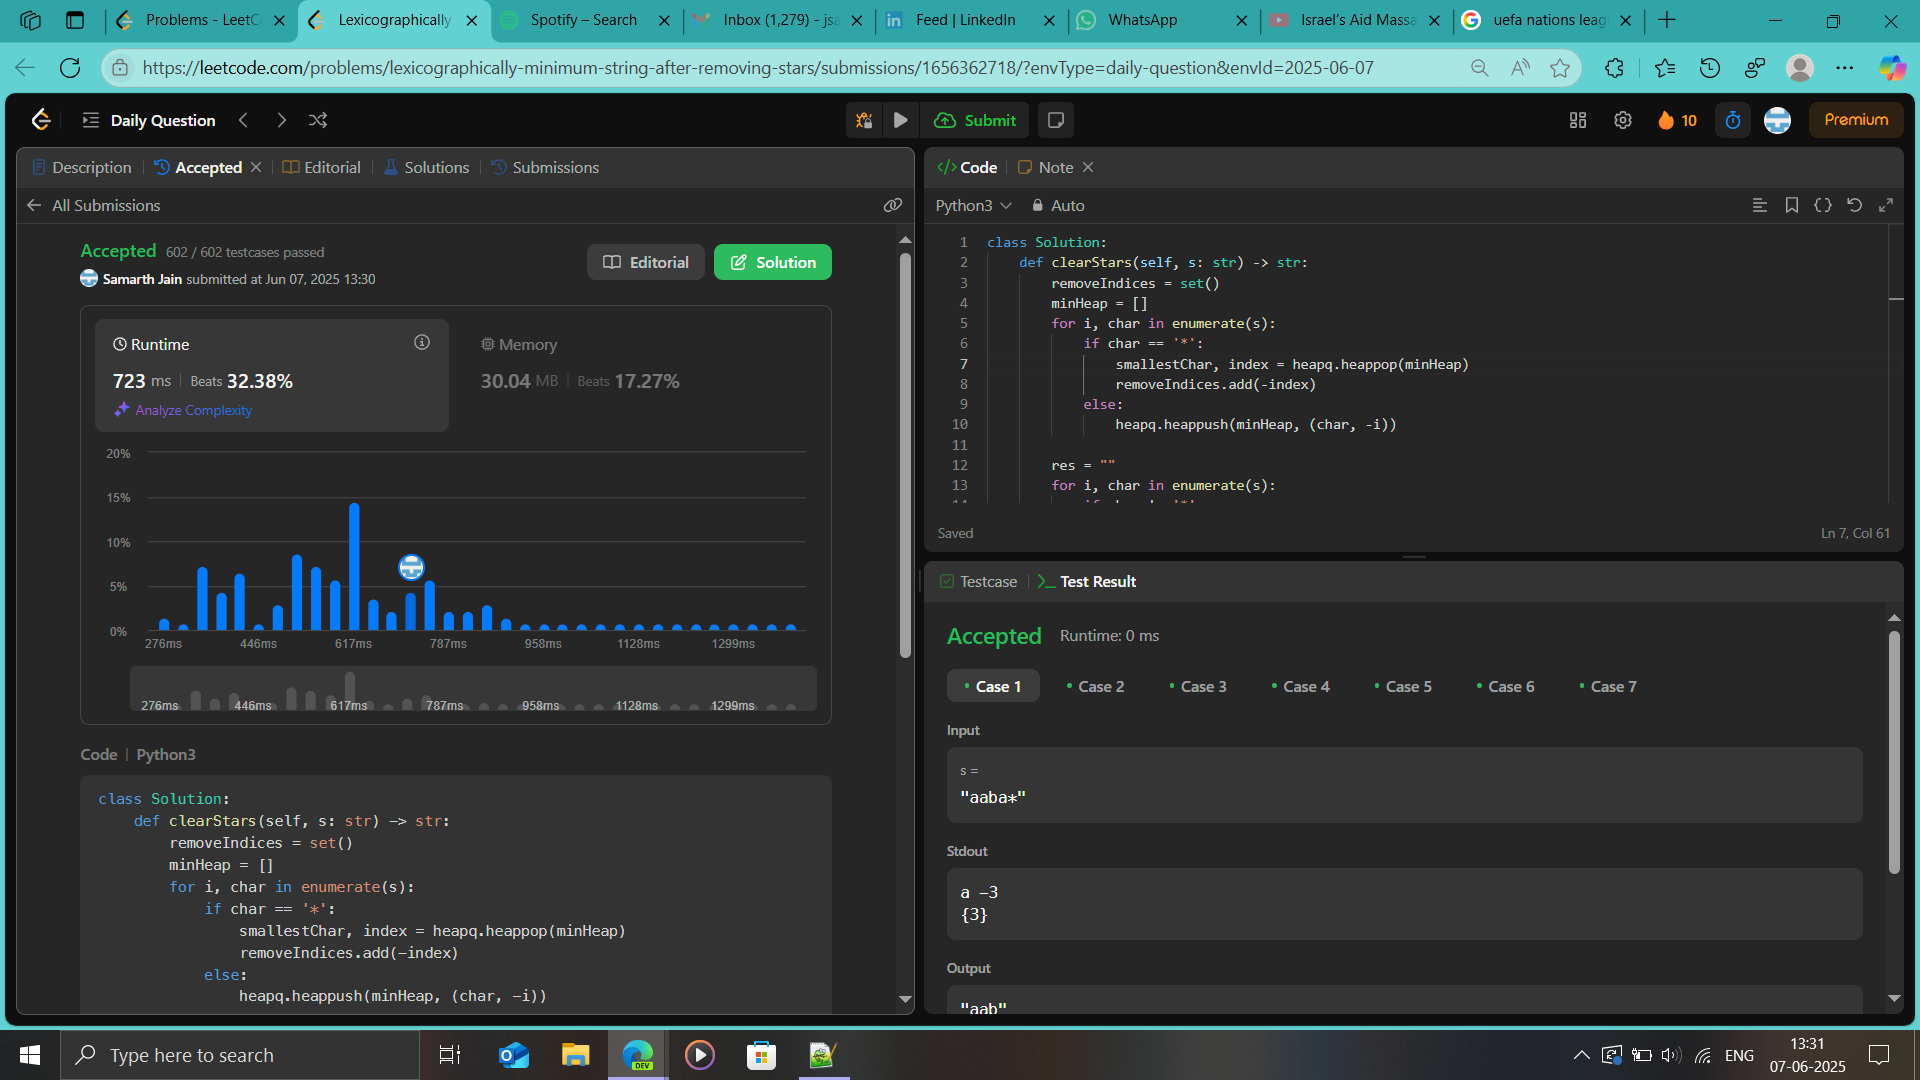 Problems - LeetC
Lexicographically
Spotify – Search
Inbox (1,279) - jsa
Feed | LinkedIn
WhatsApp
Israel's Aid Massa
uefa nations leag
https://leetcode.com/problems/lexicographically-minimum-string-after-removing-stars/submissions/1656362718/?envType=daily-question&envId=2025-06-07
Daily Question
Submit
10
Premium
Description
Accepted
Editorial
Solutions
Submissions
All Submissions
Accepted 602 / 602 testcases passed
Samarth Jain submitted at Jun 07, 2025 13:30
Editorial
Solution
Runtime
723 ms | Beats 32.38%
Analyze Complexity
Memory
30.04 MB | Beats 17.27%
20%
15%
10%
5%
0%
276ms 446ms 617ms 787ms 958ms 1128ms 1299ms
276ms 446ms 617ms 787ms 958ms 1128ms 1299ms
Code | Python3
class Solution:
def clearStars(self, s: str) -> str:
removeIndices = set()
minHeap = []
for i, char in enumerate(s):
if char == '*':
smallestChar, index = heapq.heappop(minHeap)
removeIndices.add(-index)
else:
heapq.heappush(minHeap, (char, -i))
</> Code
Note
Python3
Auto
1 class Solution:
2 def clearStars(self, s: str) -> str:
3 removeIndices = set()
4 minHeap = []
5 for i, char in enumerate(s):
6 if char == '*':
7 smallestChar, index = heapq.heappop(minHeap)
8 removeIndices.add(-index)
9 else:
10 heapq.heappush(minHeap, (char, -i))
11
12 res = ""
13 for i, char in enumerate(s):
Saved
Ln 7, Col 61
Testcase
Test Result
Accepted Runtime: 0 ms
Case 1
Case 2
Case 3
Case 4
Case 5
Case 6
Case 7
Input
s =
"aaba*"
Stdout
a -3
{3}
Output
"aab"
Type here to search
DEV
ENG
13:31
07-06-2025